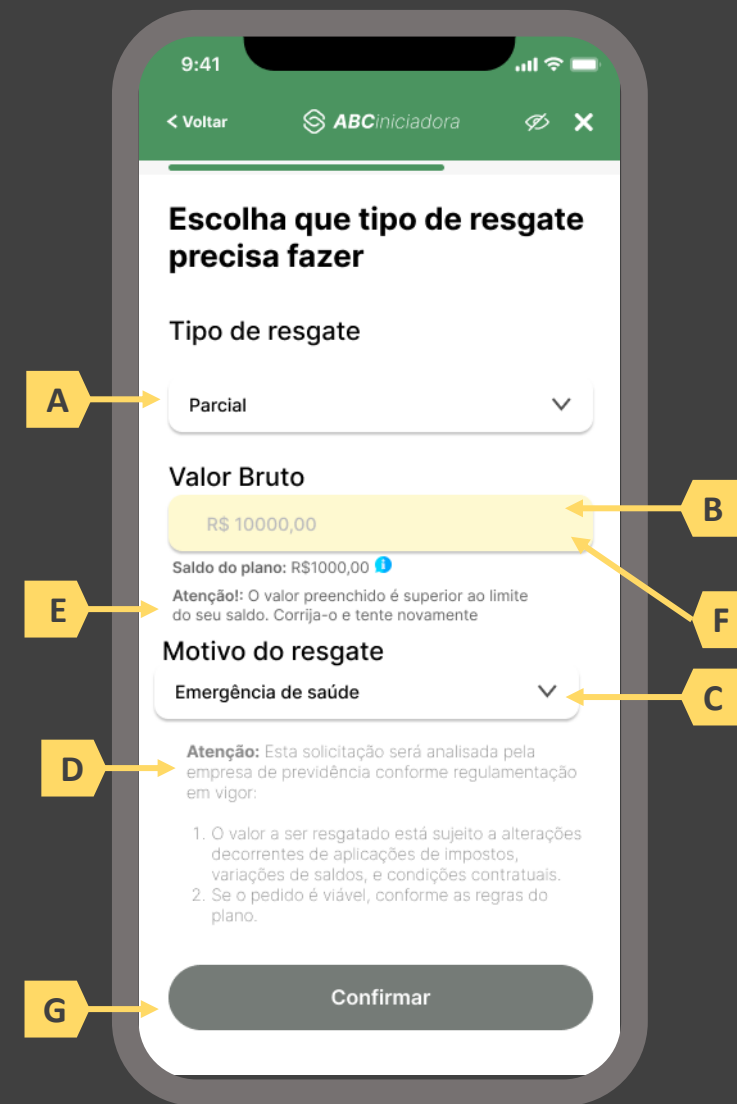 9:41
< Voltar
ABCiniciadora
Escolha que tipo de resgate
precisa fazer
Tipo de resgate
A
Parcial
Valor Bruto
B
R$ 10000,00
Saldo do plano: R$1000,00
E
Atenção!: O valor preenchido é superior ao limite
do seu saldo. Corrija-o e tente novamente
F
Motivo do resgate
Emergência de saúde
C
D
Atenção: Esta solicitação será analisada pela
empresa de previdência conforme regulamentação
em vigor:
1. O valor a ser resgatado está sujeito a alterações
decorrentes de aplicações de impostos,
variações de saldos, e condições contratuais.
2. Se o pedido é viável, conforme as regras do
plano.
G
Confirmar